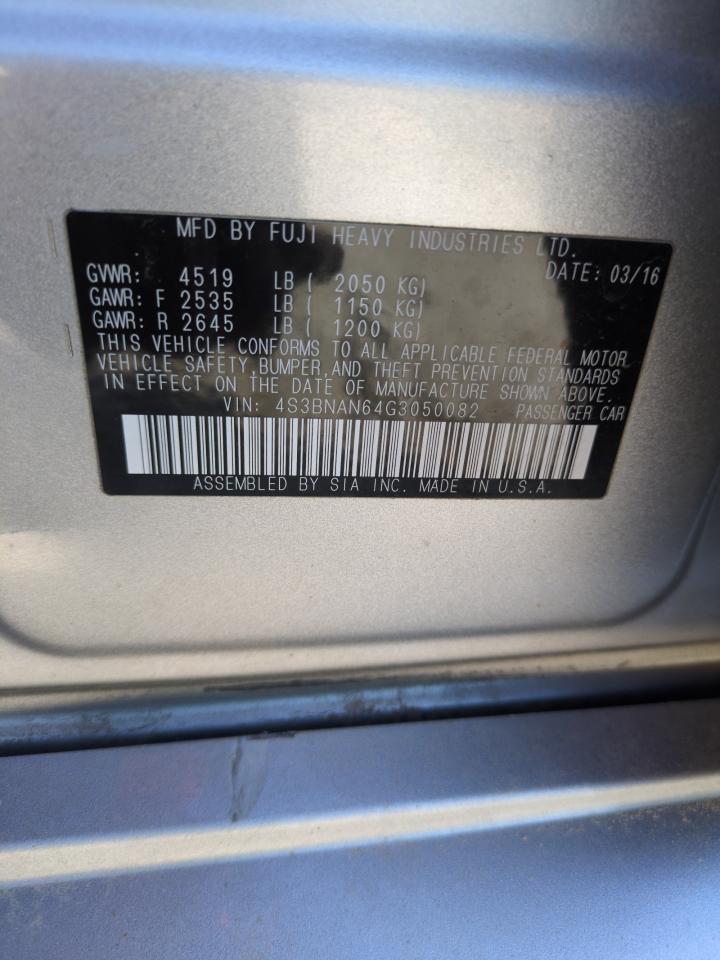 MFD BY FUJI HEAVY INDUSTRIES LTD.
DATE: 03/16
GVWR: 4519 LB ( 2050 KG)
GAWR: F 2535 LB ( 1150 KG)
GAWR: R 2645 LB ( 1200 KG)
THIS VEHICLE CONFORMS TO ALL APPLICABLE FEDERAL MOTOR
VEHICLE SAFETY,BUMPER,AND THEFT PREVENTION STANDARDS
IN EFFECT ON THE DATE OF MANUFACTURE SHOWN ABOVE.
VIN: 4S3BNAN64G3050082 PASSENGER CAR
ASSEMBLED BY SIA INC. MADE IN U.S.A.